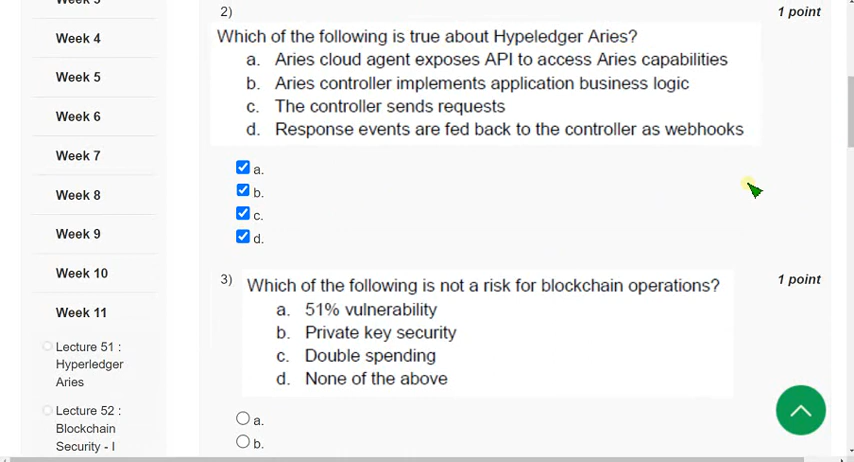 Week 4
Week 5
Week 6
Week 7
Week 8
Week 9
Week 10
Week 11
Lecture 51 :
Hyperledger
Aries
Lecture 52 :
Blockchain
Security - I
2)
1 point
Which of the following is true about Hypeledger Aries?
a. Aries cloud agent exposes API to access Aries capabilities
b. Aries controller implements application business logic
c. The controller sends requests
d. Response events are fed back to the controller as webhooks
a.
b.
c.
d.
3)
1 point
Which of the following is not a risk for blockchain operations?
a. 51% vulnerability
b. Private key security
c. Double spending
d. None of the above
a.
b.